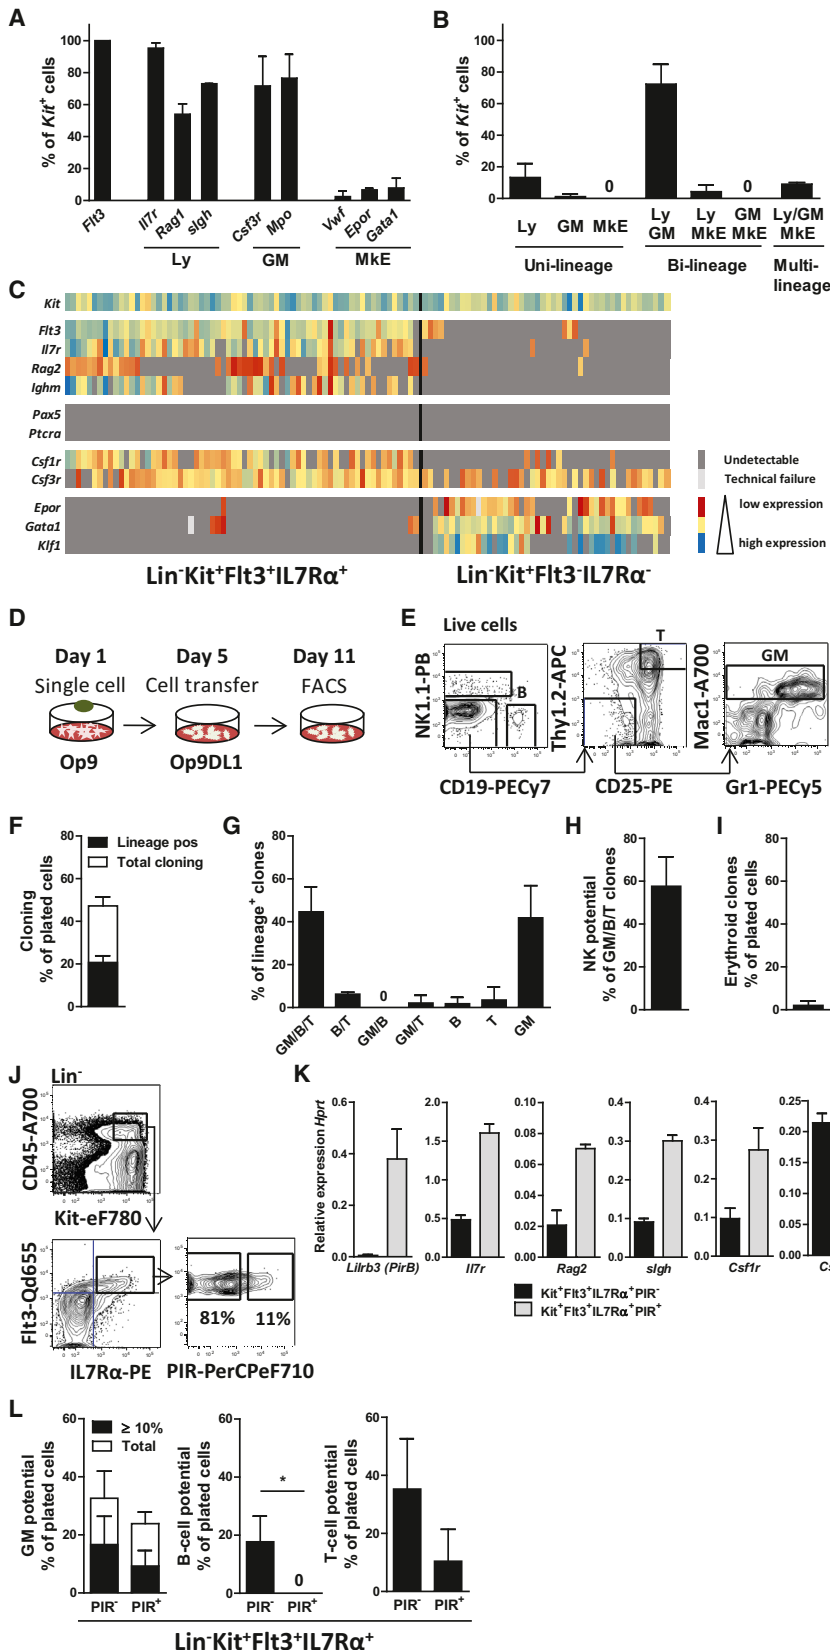 A
% of Kit+ cells
100
80
60
40
20
0
Flt3
Il7r
Rag1
sIgh
Csf3r
Mpo
Vwf
Epor
Gata1
Ly
GM
MkE
B
% of Kit+ cells
100
80
60
40
20
0
0
0
Ly GM MkE
Ly GM
Ly MkE
GM MkE
Ly/GM MkE
Uni-lineage
Bi-lineage
Multi-lineage
C
Kit
Flt3
Il7r
Rag2
Ighm
Pax5
Ptcra
Csf1r
Csf3r
Epor
Gata1
Klf1
Undetectable
Technical failure
low expression
high expression
Lin-Kit+Flt3+IL7Rα+
Lin-Kit+Flt3-IL7Rα-
D
Day 1
Day 5
Day 11
Single cell
Cell transfer
FACS
Op9
Op9DL1
E
Live cells
NK1.1-PB
B
CD19-PECy7
Thy1.2-APC
T
CD25-PE
Mac1-A700
GM
Gr1-PECy5
F
Lineage pos
Total cloning
Cloning
% of plated cells
80
60
40
20
0
G
% of lineage+ clones
80
60
40
20
0
0
GM/B/T
B/T
GM/B
GM/T
B
T
GM
H
NK potential
% of GM/B/T clones
80
60
40
20
0
I
Erythroid clones
% of plated cells
80
60
40
20
0
J
Lin-
CD45-A700
Kit-eF780
Flt3-Qd655
IL7Rα-PE
81%
11%
PIR-PerCPeF710
K
Relative expression Hprt
0.6
0.4
0.2
0.0
Lilrb3 (PirB)
2.0
1.5
1.0
0.5
0.0
Il7r
0.10
0.08
0.06
0.04
0.02
0.00
Rag2
0.4
0.3
0.2
0.1
0.0
sIgh
0.4
0.3
0.2
0.1
0.0
Csf1r
0.25
0.20
0.15
0.10
0.05
0.00
Cs
Kit+Flt3+IL7Rα+PIR-
Kit+Flt3+IL7Rα+PIR+
L
≥ 10%
Total
GM potential
% of plated cells
60
40
20
0
PIR- PIR+
B-cell potential
% of plated cells
60
40
20
0
*
0
PIR- PIR+
T-cell potential
% of plated cells
60
40
20
0
PIR- PIR+
Lin-Kit+Flt3+IL7Rα+